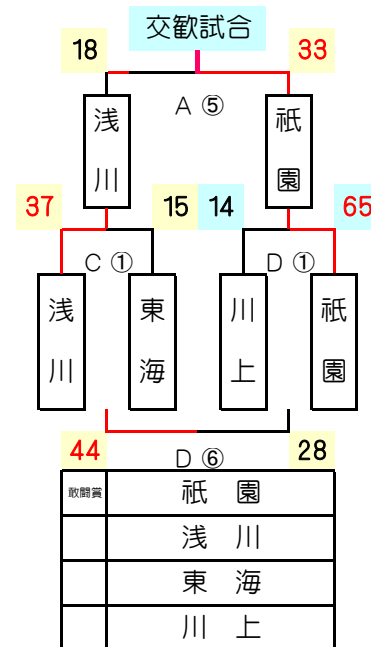 交歓試合
18 33
A ⑤
浅川 祇園
37 15 14 65
C ① D ①
浅川 東海 川上 祇園
44 28
D ⑥
敢闘賞 祇園
浅川
東海
川上